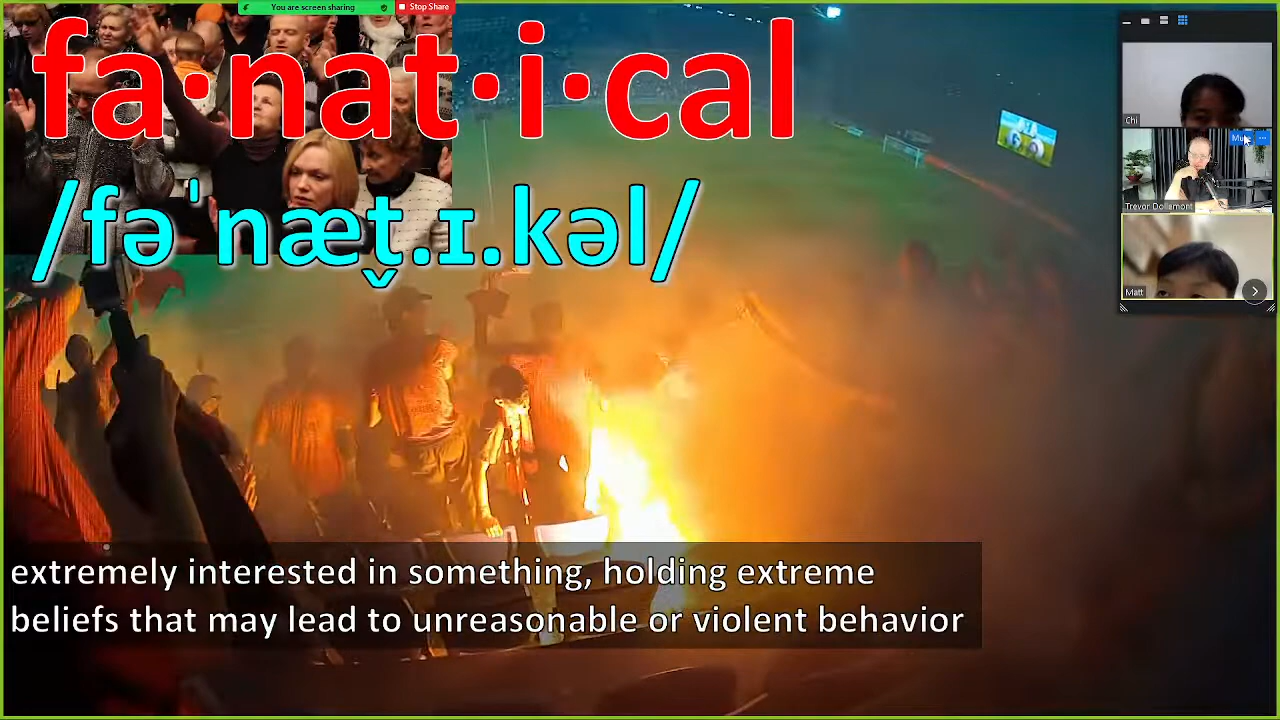 You are screen sharing
Stop Share
fa·nat·i·cal
/fəˈnæt̬.ɪ.kəl/
Chi
Mute
Trevor Dollamont
Matt
extremely interested in something, holding extreme
beliefs that may lead to unreasonable or violent behavior